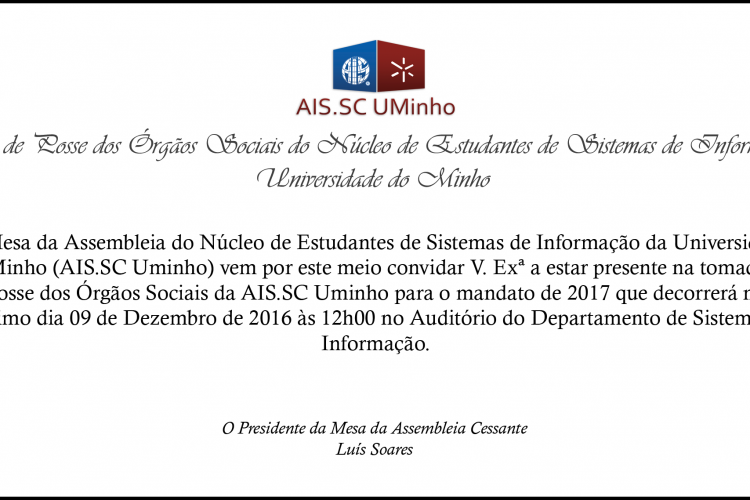 AIS
AIS.SC UMinho
de Posse dos Órgãos Sociais do Núcleo de Estudantes de Sistemas de Infor
Universidade do Minho
Mesa da Assembleia do Núcleo de Estudantes de Sistemas de Informação da Universid
Minho (AIS.SC Uminho) vem por este meio convidar V. Exª a estar presente na tomad
osse dos Órgãos Sociais da AIS.SC Uminho para o mandato de 2017 que decorrerá n
imo dia 09 de Dezembro de 2016 às 12h00 no Auditório do Departamento de Sistem
Informação.
O Presidente da Mesa da Assembleia Cessante
Luís Soares